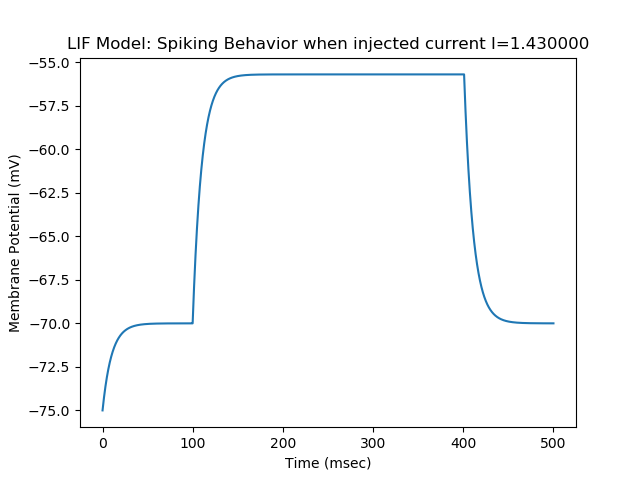 LIF Model: Spiking Behavior when injected current I=1.430000
−55.0
−57.5
−60.0
−62.5
−65.0
−67.5
−70.0
−72.5
−75.0
Membrane Potential (mV)
0 100 200 300 400 500
Time (msec)